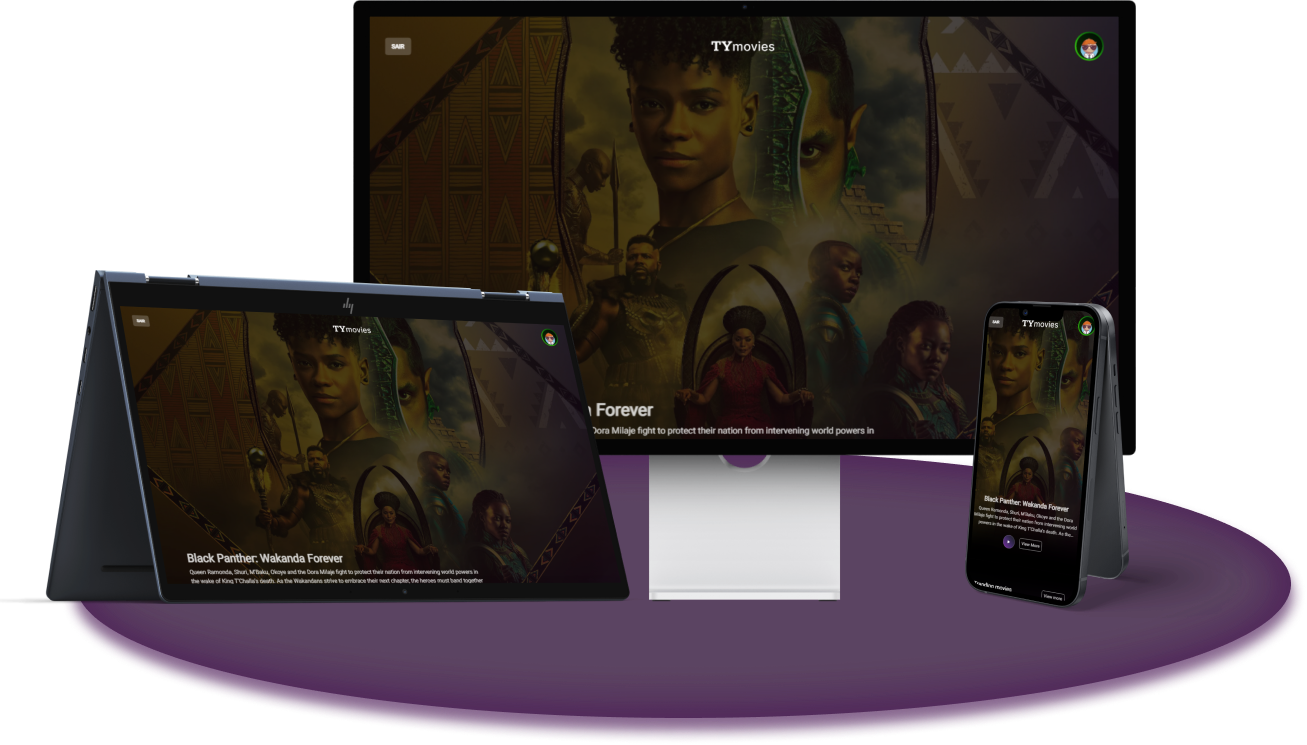 SAIR
TYmovies
Forever
Dora Milaje fight to protect their nation from intervening world powers in
SAIR
TYmovies
Black Panther: Wakanda Forever
Queen Ramonda, Shuri, M'Baku, Okoye and the Dora Milaje fight to protect their nation from intervening world powers in
the wake of King T'Challa's death. As the Wakandans strive to embrace their next chapter, the heroes must band together
SAIR
TYmovies
Black Panther: Wakanda Forever
Queen Ramonda, Shuri, M'Baku, Okoye and the Dora
Milaje fight to protect their nation from intervening world
powers in the wake of King T'Challa's death. As the...
View More
movies
View more